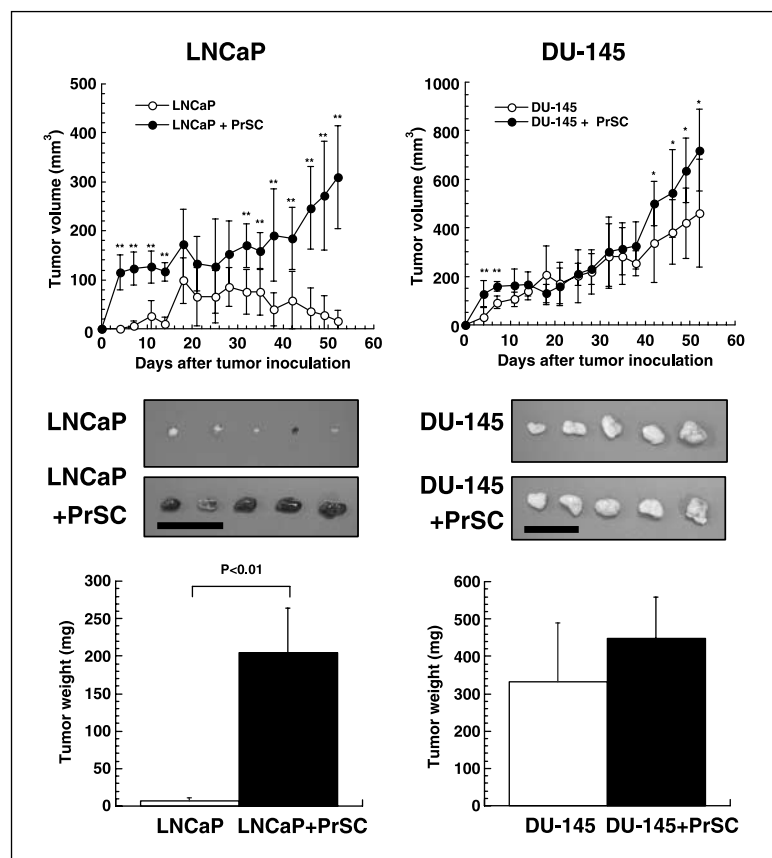 LNCaP
DU-145
500
400
300
200
100
0
Tumor volume (mm3)
LNCaP
LNCaP + PrSC
**
**
**
**
**
**
**
**
**
**
**
0 10 20 30 40 50 60
Days after tumor inoculation
1000
800
600
400
200
0
Tumor volume (mm3)
DU-145
DU-145 + PrSC
**
**
*
*
*
*
0 10 20 30 40 50 60
Days after tumor inoculation
LNCaP
LNCaP
+PrSC
DU-145
DU-145
+PrSC
300
250
200
150
100
50
0
Tumor weight (mg)
P<0.01
LNCaP LNCaP+PrSC
600
500
400
300
200
100
0
Tumor weight (mg)
DU-145 DU-145+PrSC